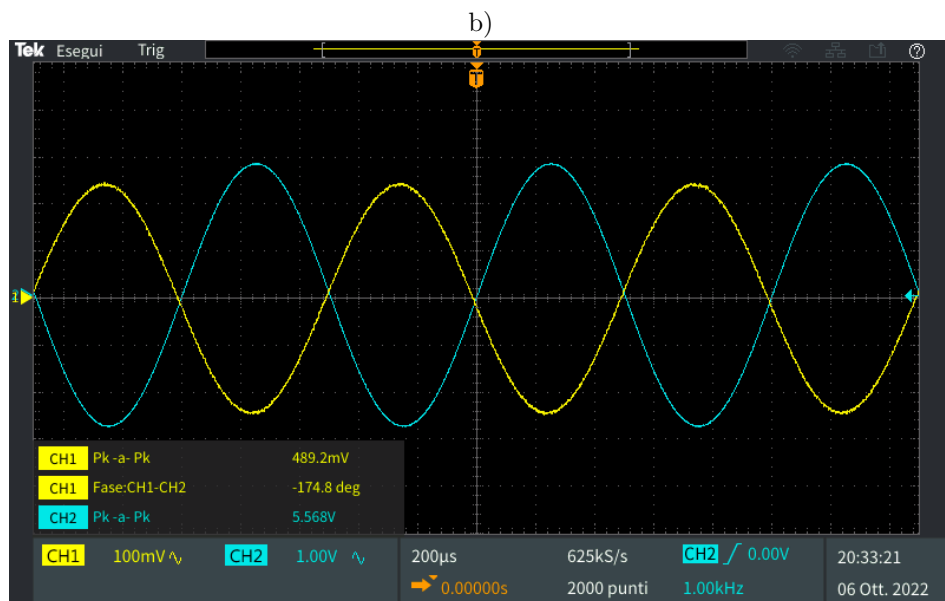 b)
Tek Esegui Trig
T
T
1
CH1 Pk -a- Pk 489.2mV
CH1 Fase:CH1-CH2 -174.8 deg
CH2 Pk -a- Pk 5.568V
CH1 100mV CH2 1.00V 200µs 625kS/s CH2 0.00V 20:33:21
0.00000s 2000 punti 1.00kHz 06 Ott. 2022